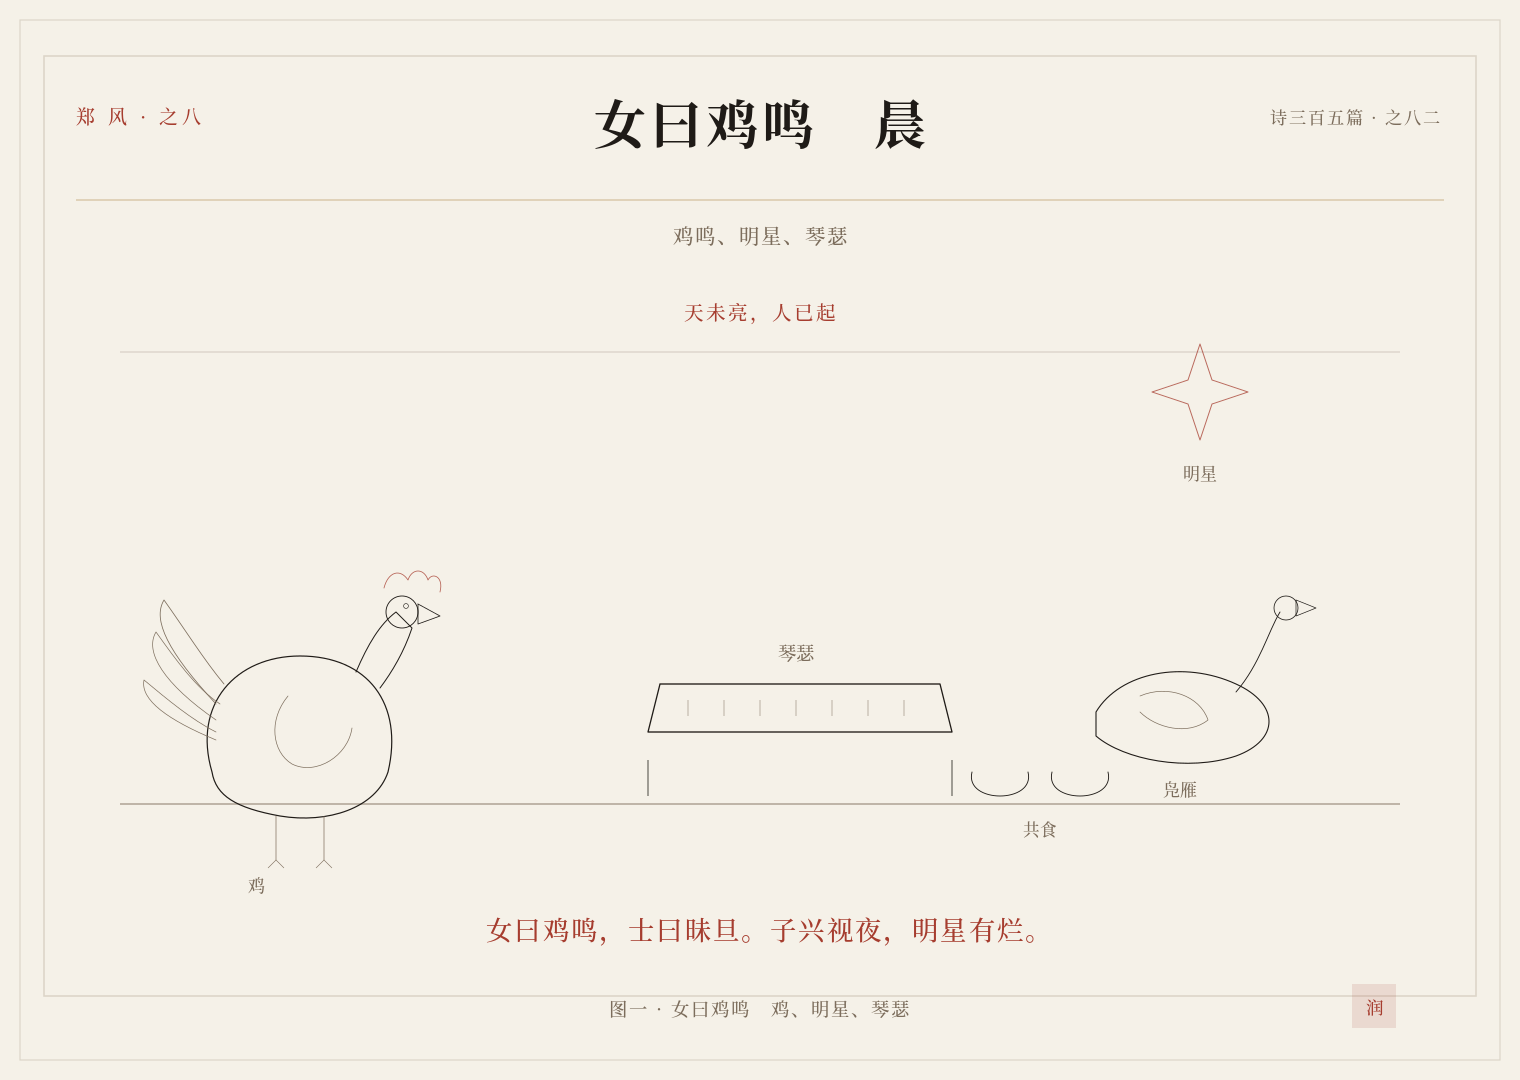 郑 风 · 之八
女曰鸡鸣　晨
诗三百五篇 · 之八二
鸡鸣、明星、琴瑟
天未亮，人已起
明星
琴瑟
凫雁
共食
鸡
女曰鸡鸣，士曰昧旦。子兴视夜，明星有烂。
图一 · 女曰鸡鸣　鸡、明星、琴瑟
润